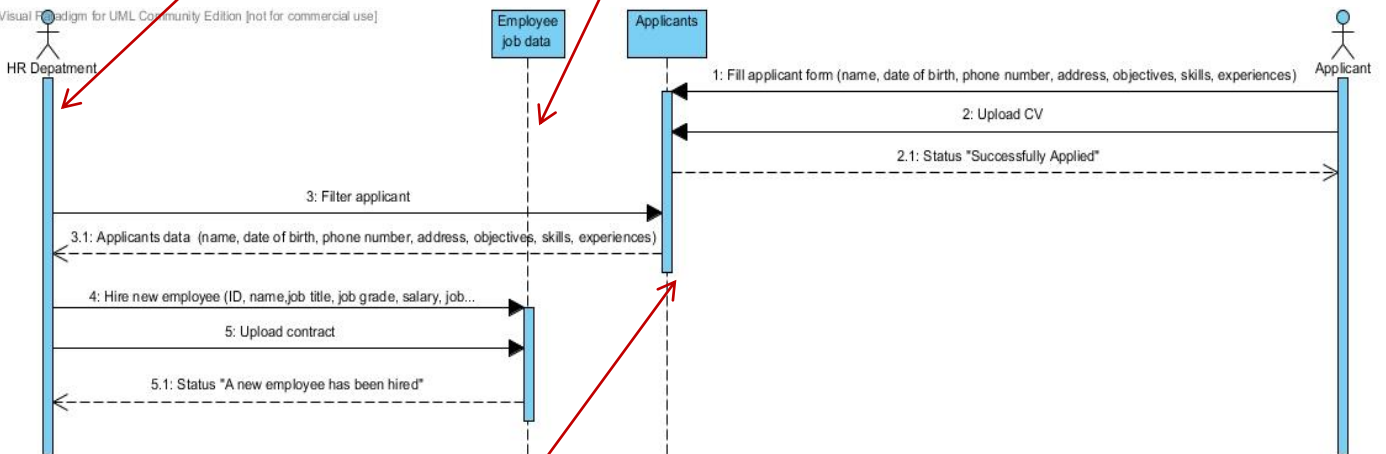 Visual Paradigm for UML Community Edition [not for commercial use]
Employee
job data
Applicants
HR Depatment
Applicant
1: Fill applicant form (name, date of birth, phone number, address, objectives, skills, experiences)
2: Upload CV
2.1: Status "Successfully Applied"
3: Filter applicant
3.1: Applicants data (name, date of birth, phone number, address, objectives, skills, experiences)
4: Hire new employee (ID, name,job title, job grade, salary, job...
5: Upload contract
5.1: Status "A new employee has been hired"